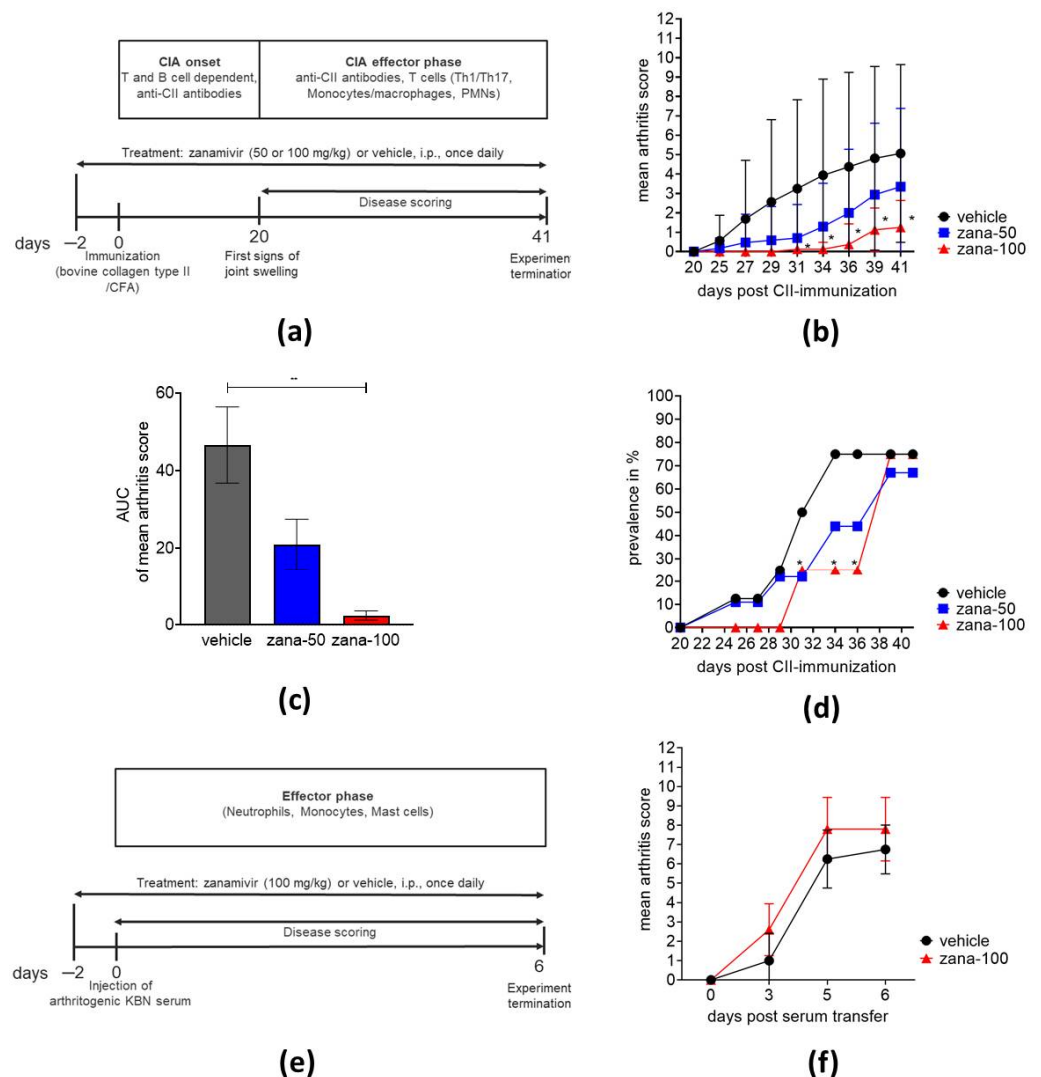 CIA onset
T and B cell dependent,
anti-CII antibodies
CIA effector phase
anti-CII antibodies, T cells (Th1/Th17,
Monocytes/macrophages, PMNs)
Treatment: zanamivir (50 or 100 mg/kg) or vehicle, i.p., once daily
Disease scoring
days
–2
0
20
41
Immunization
(bovine collagen type II
/CFA)
First signs of
joint swelling
Experiment
termination
(a)
mean arthritis score
12
11
10
9
8
7
6
5
4
3
2
1
0
* * * * *
20 25 27 29 31 34 36 39 41
days post CII-immunization
vehicle
zana-50
zana-100
(b)
AUC
of mean arthritis score
60
40
20
0
vehicle zana-50 zana-100
(c)
prevalence in %
100
90
80
70
60
50
40
30
20
10
0
* * *
20 22 24 26 28 30 32 34 36 38 40
days post CII-immunization
vehicle
zana-50
zana-100
(d)
Effector phase
(Neutrophils, Monocytes, Mast cells)
Treatment: zanamivir (100 mg/kg) or vehicle, i.p., once daily
Disease scoring
days
–2
0
6
Injection of
arthritogenic KBN serum
Experiment
termination
(e)
mean arthritis score
12
11
10
9
8
7
6
5
4
3
2
1
0
0 3 5 6
days post serum transfer
vehicle
zana-100
(f)